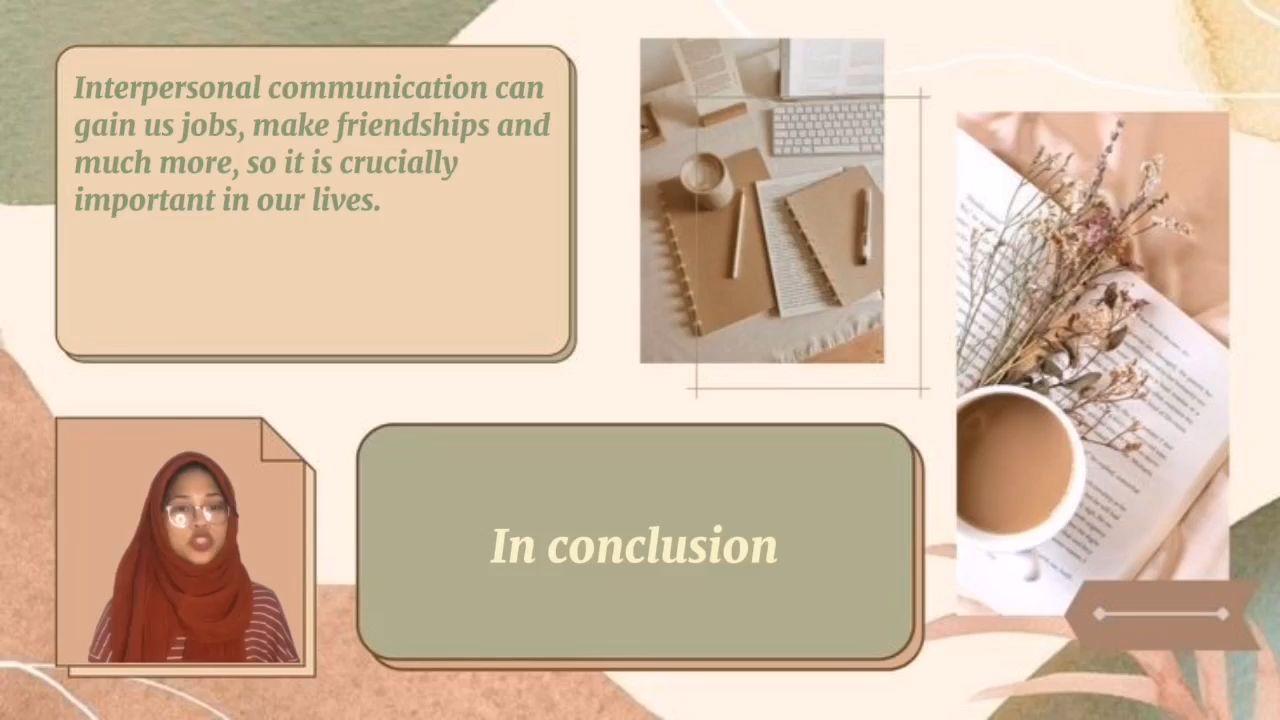 Interpersonal communication can
gain us jobs, make friendships and
much more, so it is crucially
important in our lives.
In conclusion